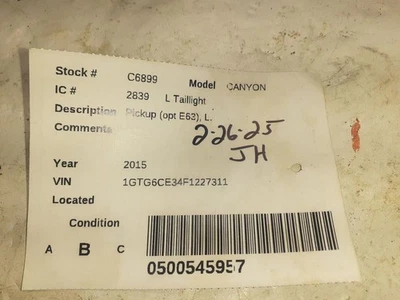 Stock # C6899 Model CANYON
IC # 2839 L Taillight
Description Pickup (opt E63), L.
Comments 2-26-25
JH
Year 2015
VIN 1GTG6CE34F1227311
Located
Condition
A B C
0500545957